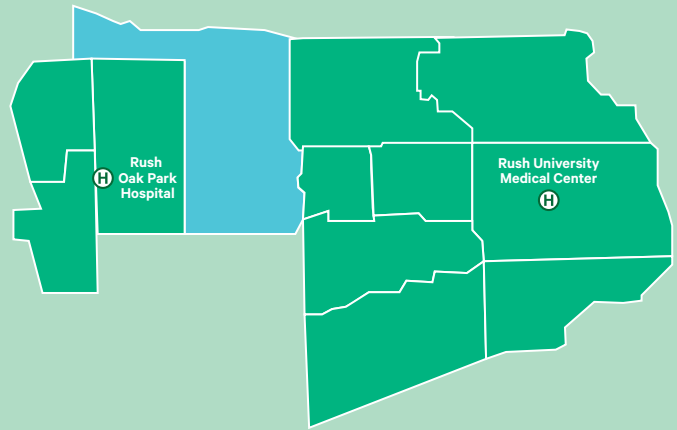 Rush
Oak Park
Hospital
H
Rush University
Medical Center
H